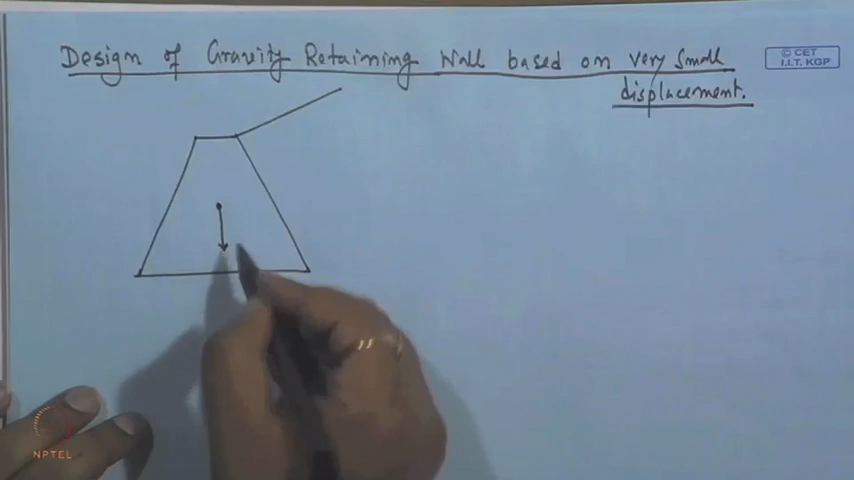 Design of Gravity Retaining Wall based on very small
displacement.
© CET
I.I.T. KGP
NPTEL